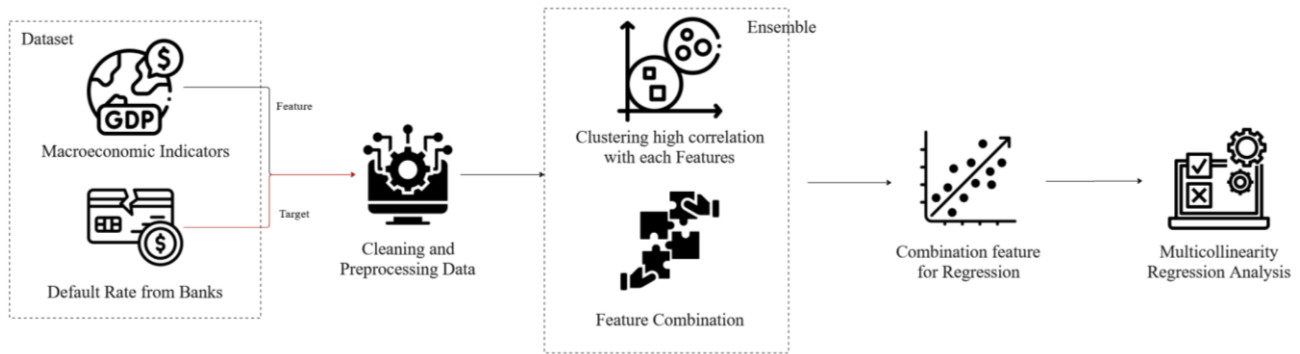 Dataset
$
GDP
Macroeconomic Indicators
Feature
$
Default Rate from Banks
Target
Cleaning and
Preprocessing Data
Ensemble
Clustering high correlation
with each Features
Feature Combination
Combination feature
for Regression
Multicollinearity
Regression Analysis